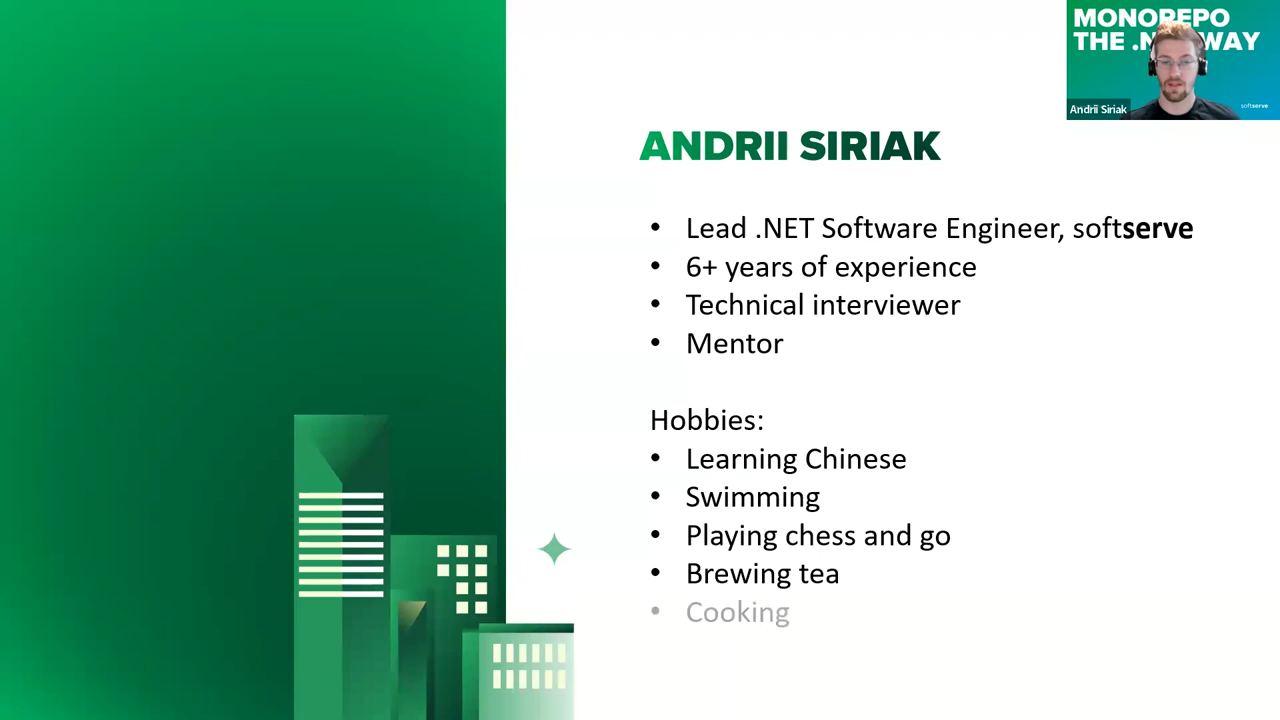 MONOREPO
THE .N WAY
Andrii Siriak
softserve
ANDRII SIRIAK
• Lead .NET Software Engineer, softserve
• 6+ years of experience
• Technical interviewer
• Mentor
Hobbies:
• Learning Chinese
• Swimming
• Playing chess and go
• Brewing tea
• Cooking